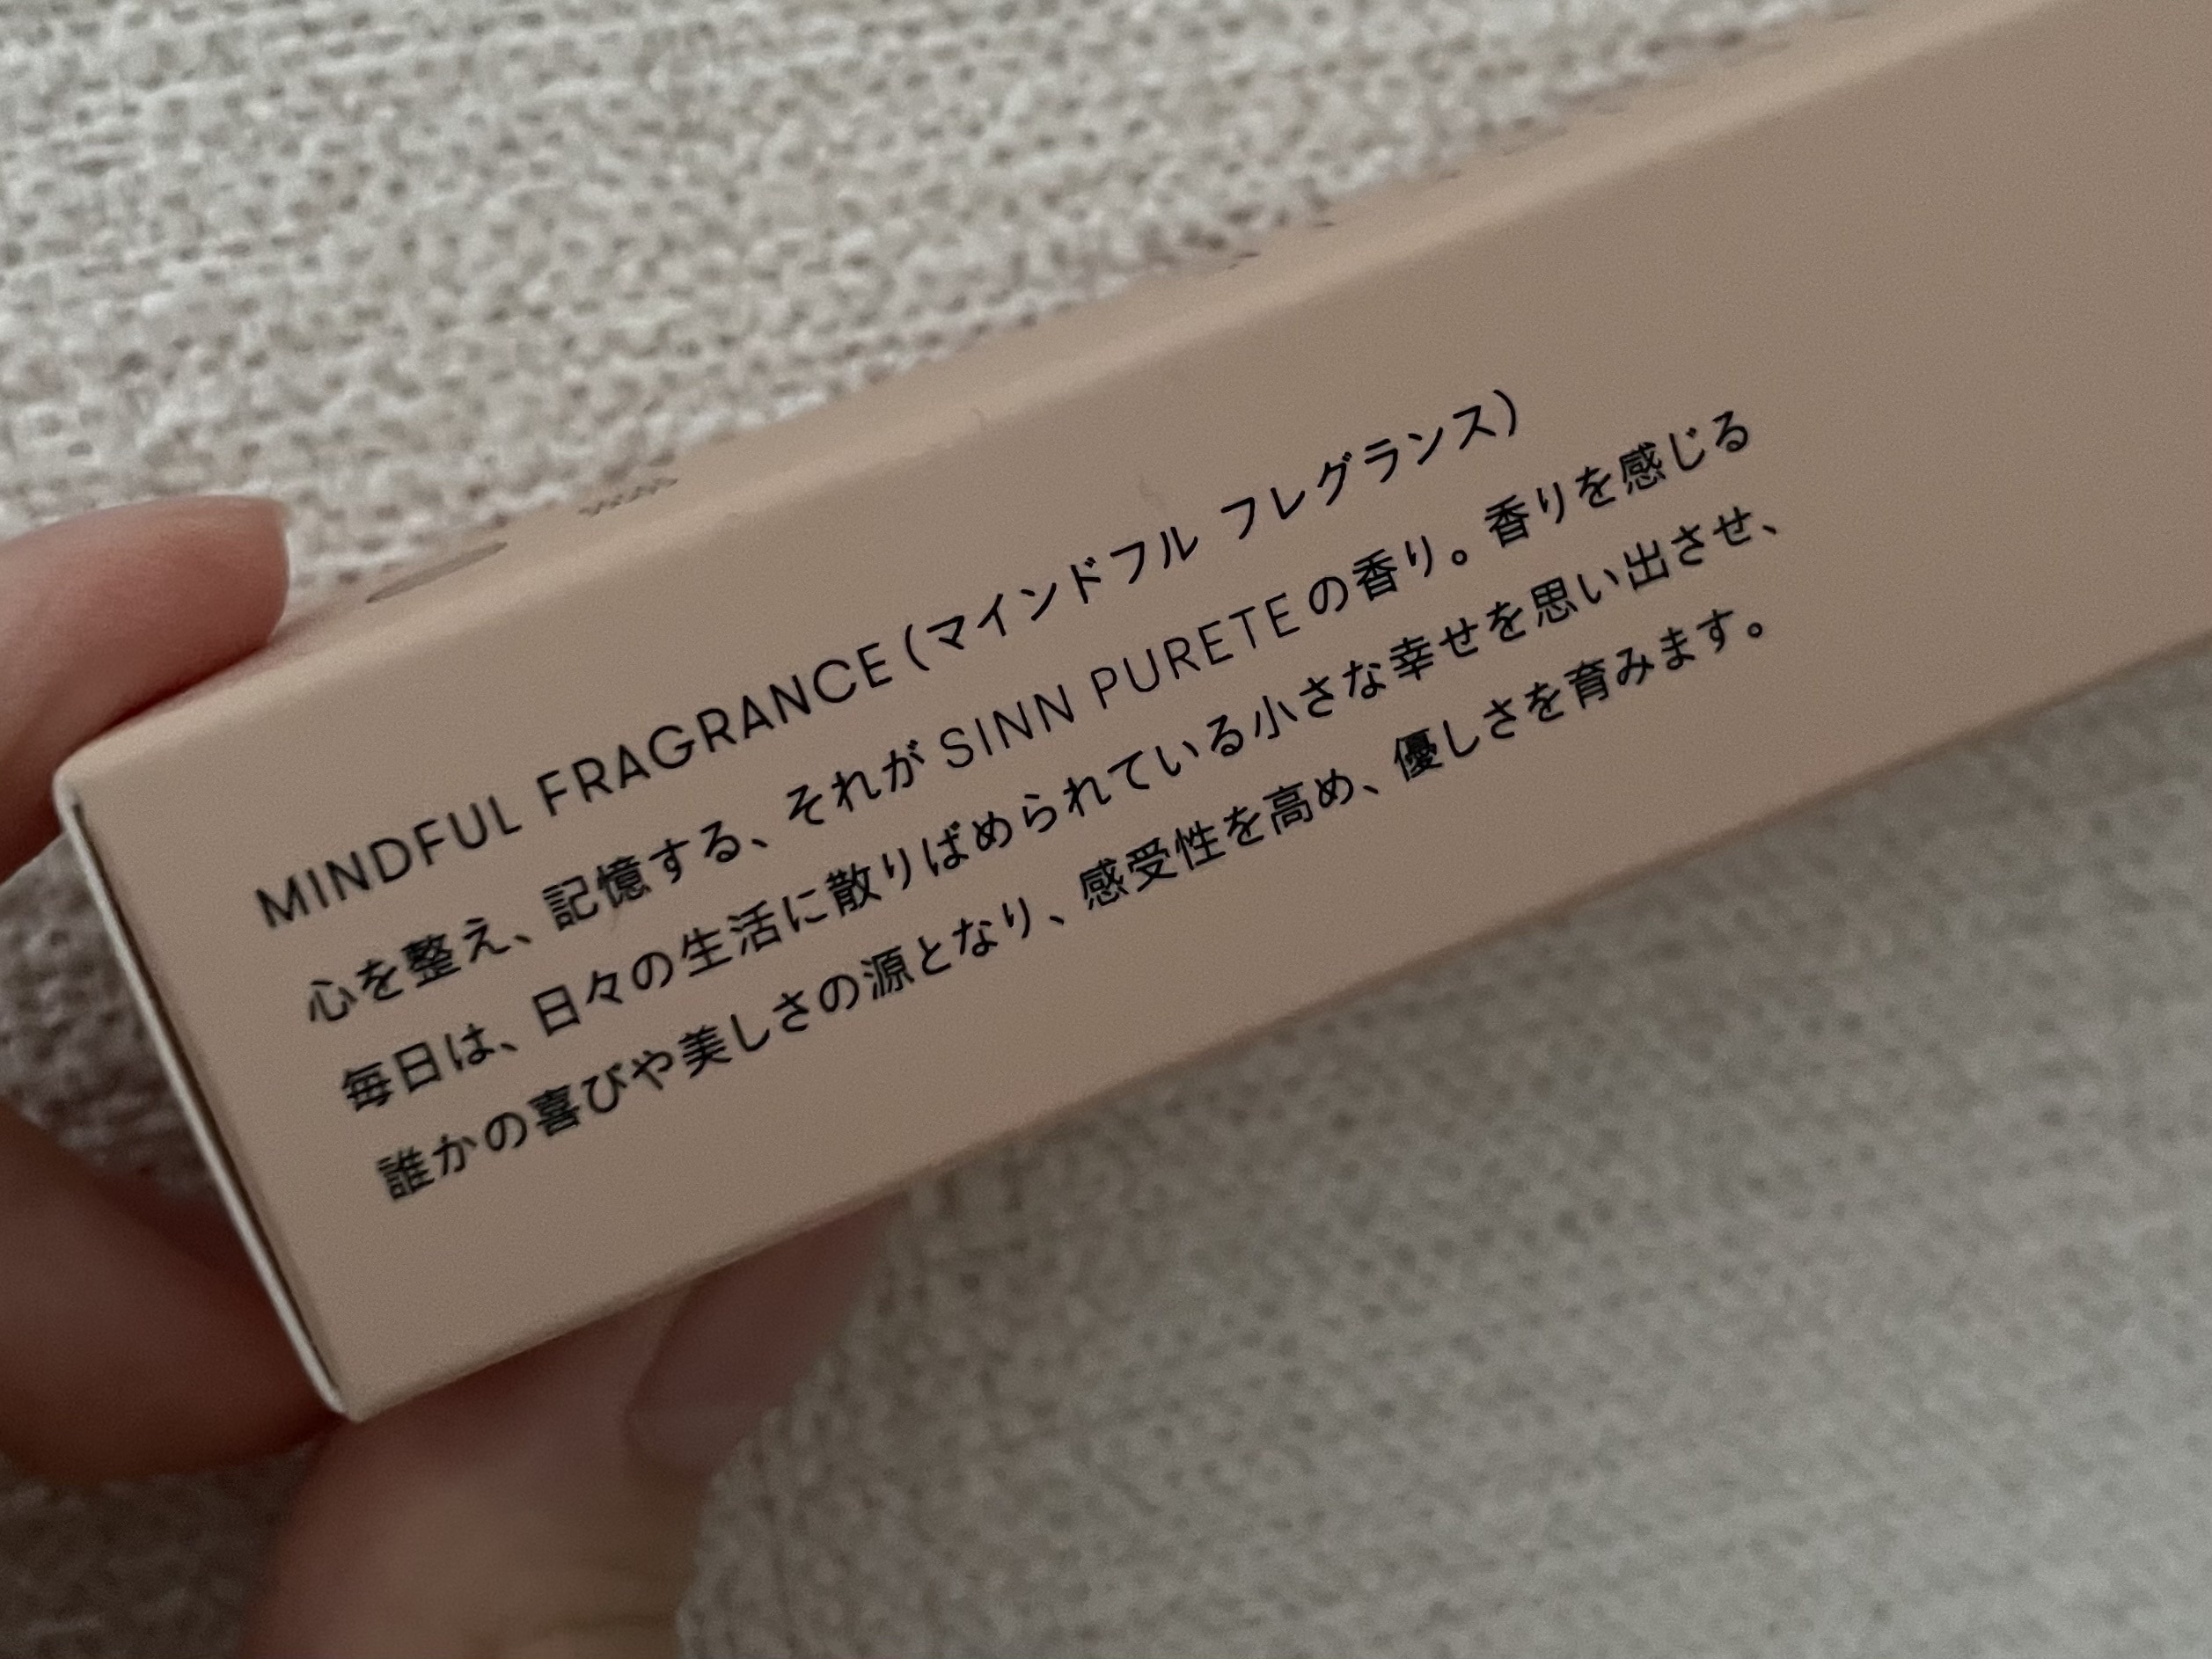 MINDFUL FRAGRANCE(マインドフル フレグランス)
心を整え、記憶する、それが SINN PURETE の香り。香りを感じる
毎日は、日々の生活に散りばめられている小さな幸せを思い出させ、
誰かの喜びや美しさの源となり、感受性を高め、優しさを育みます。